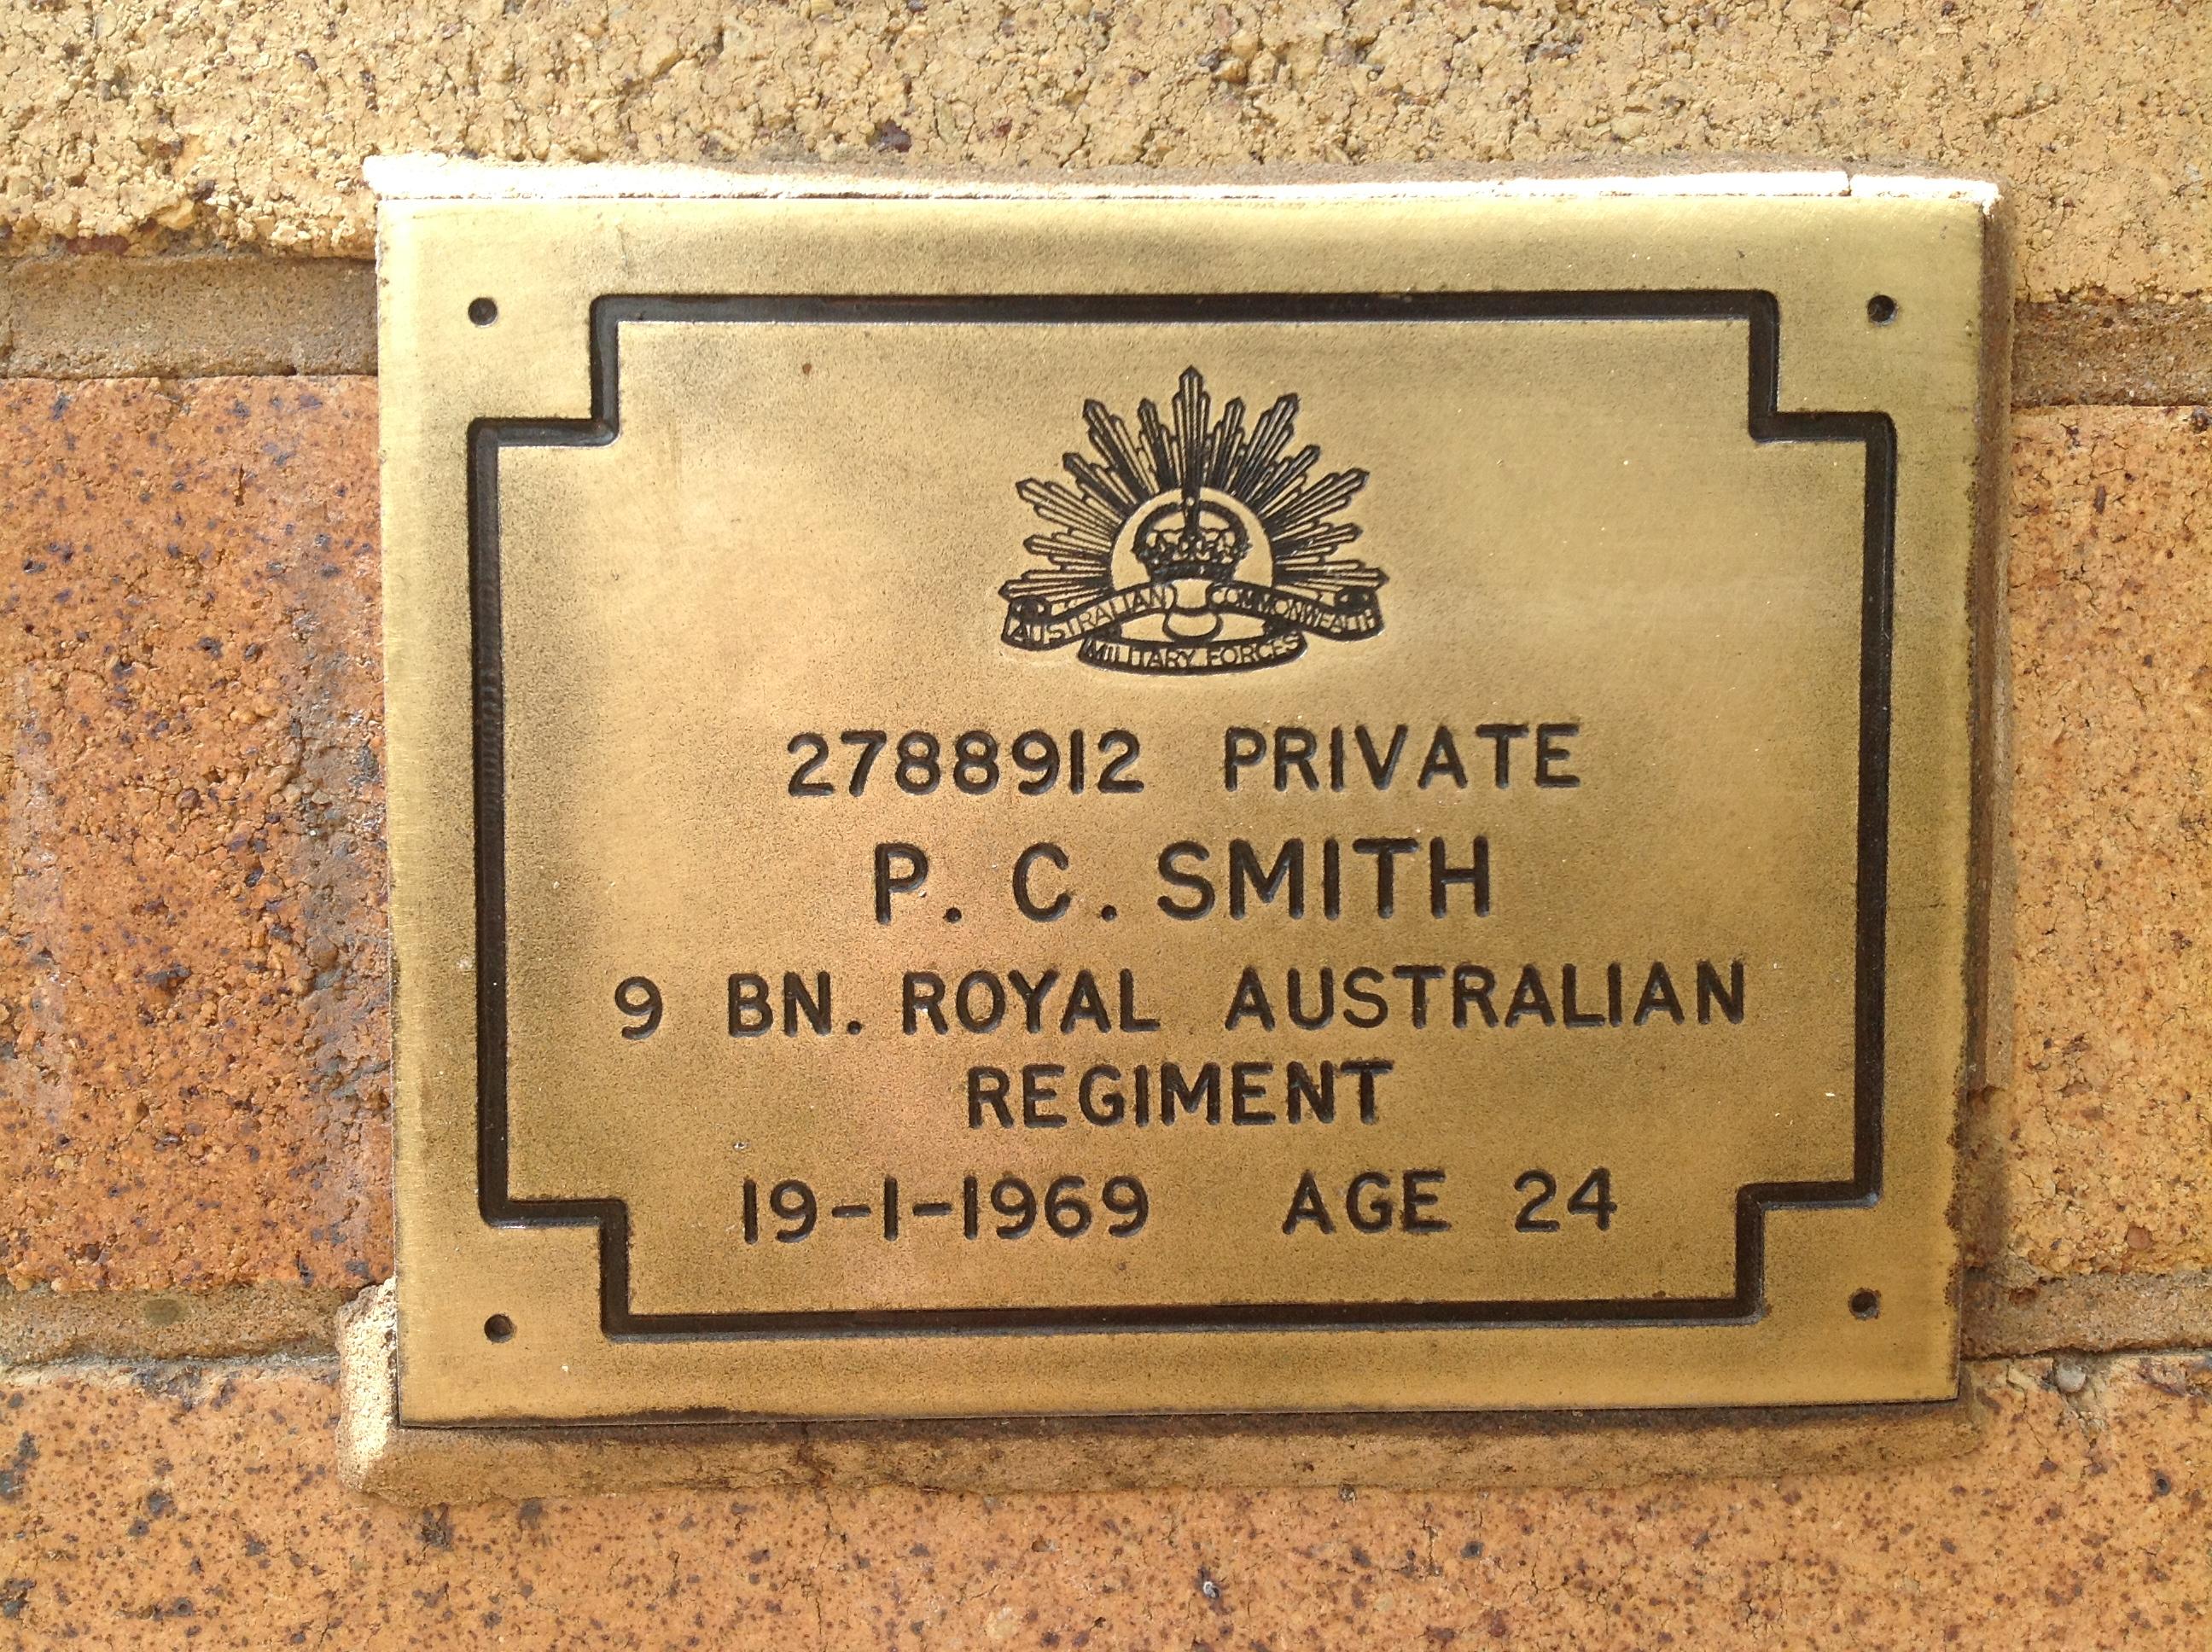 AUSTRALIAN COMMONWEALTH
MILITARY FORCES
2788912 PRIVATE
P. C. SMITH
9 BN. ROYAL AUSTRALIAN
REGIMENT
19-1-1969 AGE 24